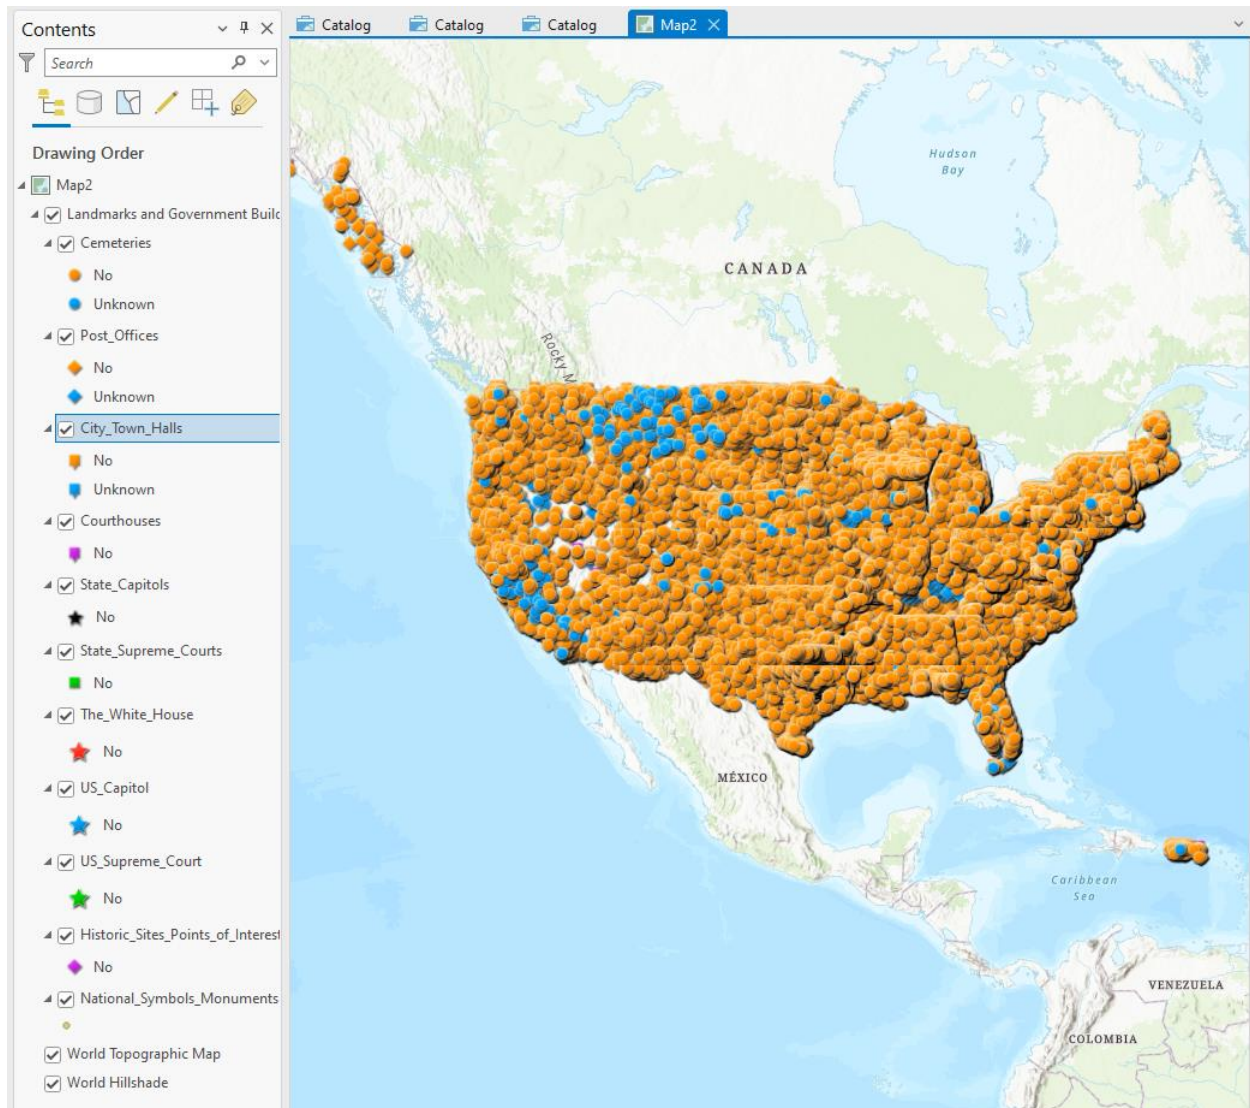 Contents
Catalog
Catalog
Catalog
Map2
Search
Drawing Order
Map2
Landmarks and Government Builc
Cemeteries
No
Unknown
Post_Offices
No
Unknown
City_Town_Halls
No
Unknown
Courthouses
No
State_Capitols
No
State_Supreme_Courts
No
The_White_House
No
US_Capitol
No
US_Supreme_Court
No
Historic_Sites_Points_of_Interest
No
National_Symbols_Monuments
World Topographic Map
World Hillshade
Hudson
Bay
CANADA
Rocky M
MÉXICO
Caribbean
Sea
VENEZUELA
COLOMBIA